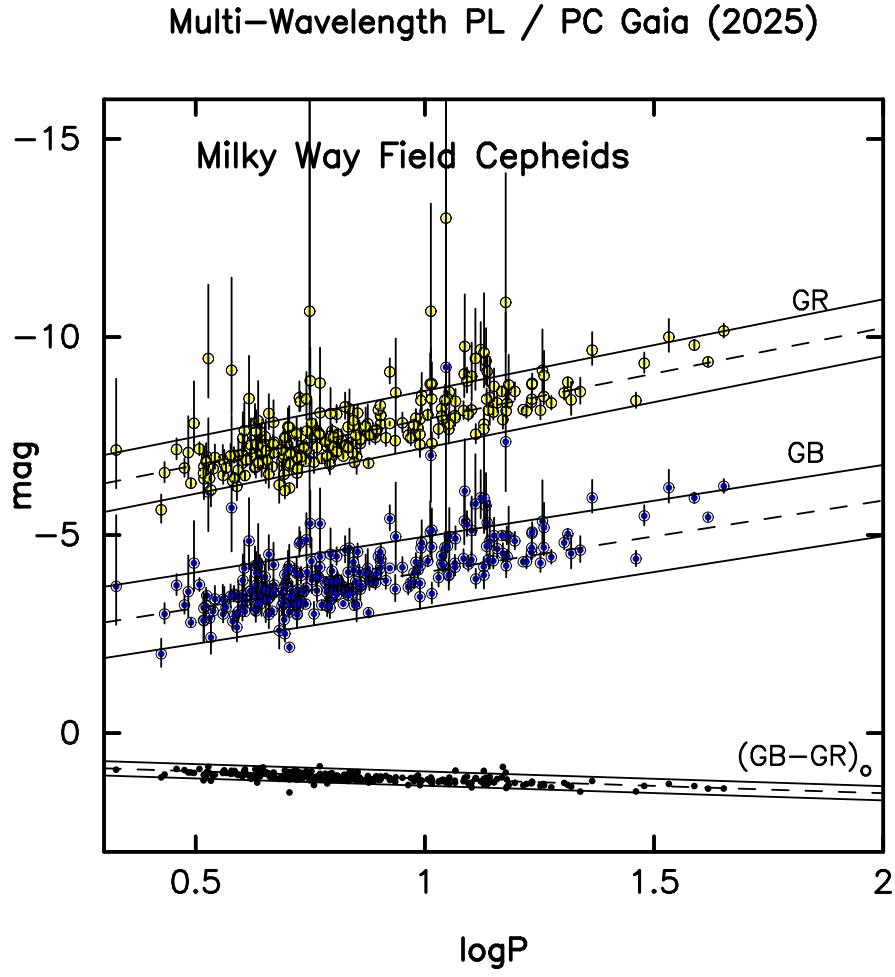 Multi-Wavelength PL / PC Gaia (2025)
-15
Milky Way Field Cepheids
GR
-10
GB
mag
-5
0
(GB-GR)o
0.5 1 1.5 2
logP